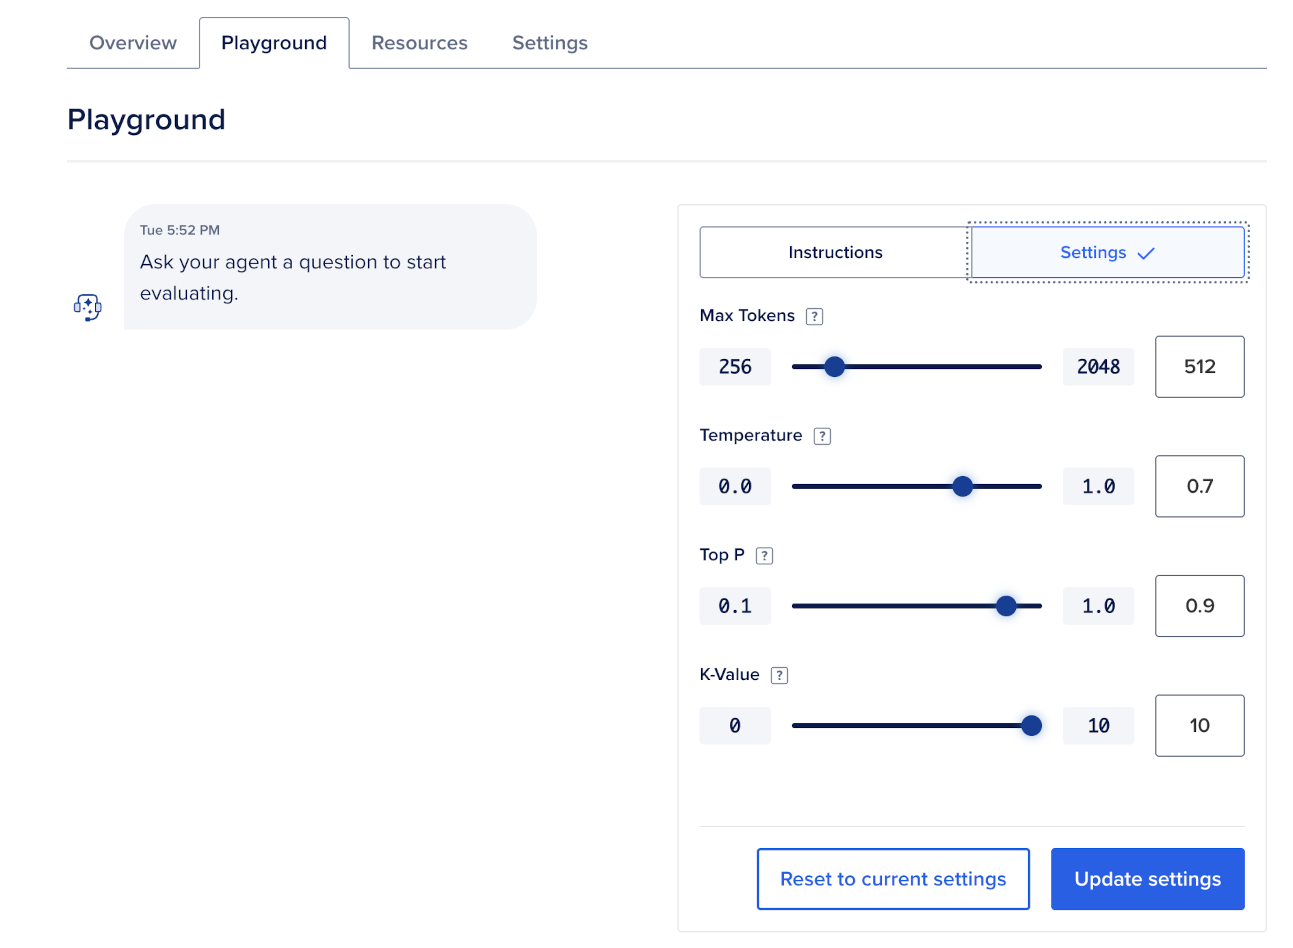 Overview
Playground
Resources
Settings
Playground
Tue 5:52 PM
Ask your agent a question to start
evaluating.
Instructions
Settings
Max Tokens ?
256
2048
512
Temperature ?
0.0
1.0
0.7
Top P ?
0.1
1.0
0.9
K-Value ?
0
10
10
Reset to current settings
Update settings